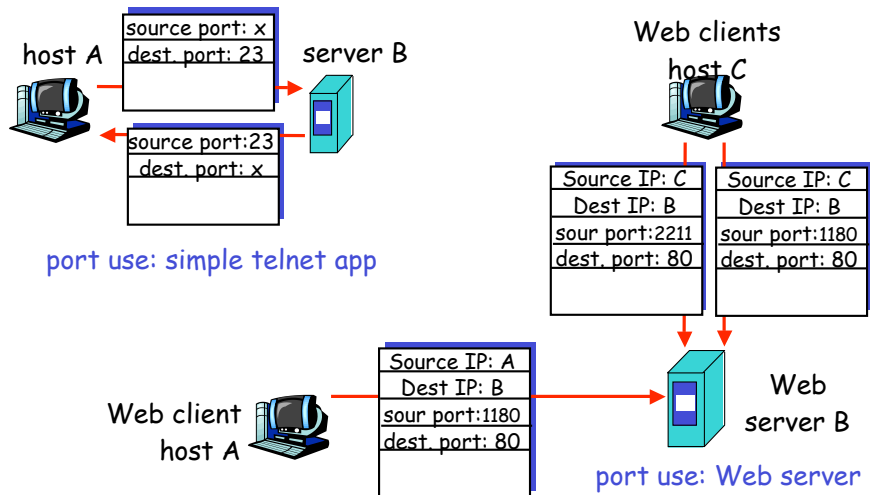 host A
source port: x
dest. port: 23
server B
source port:23
dest. port: x
port use: simple telnet app
Web clients
host C
Source IP: C
Dest IP: B
sour port:2211
dest. port: 80
Source IP: C
Dest IP: B
sour port:1180
dest. port: 80
Web client
host A
Source IP: A
Dest IP: B
sour port:1180
dest. port: 80
Web
server B
port use: Web server